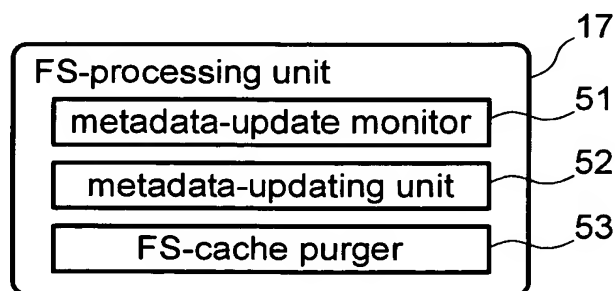 17
FS-processing unit
metadata-update monitor 51
metadata-updating unit 52
FS-cache purger 53